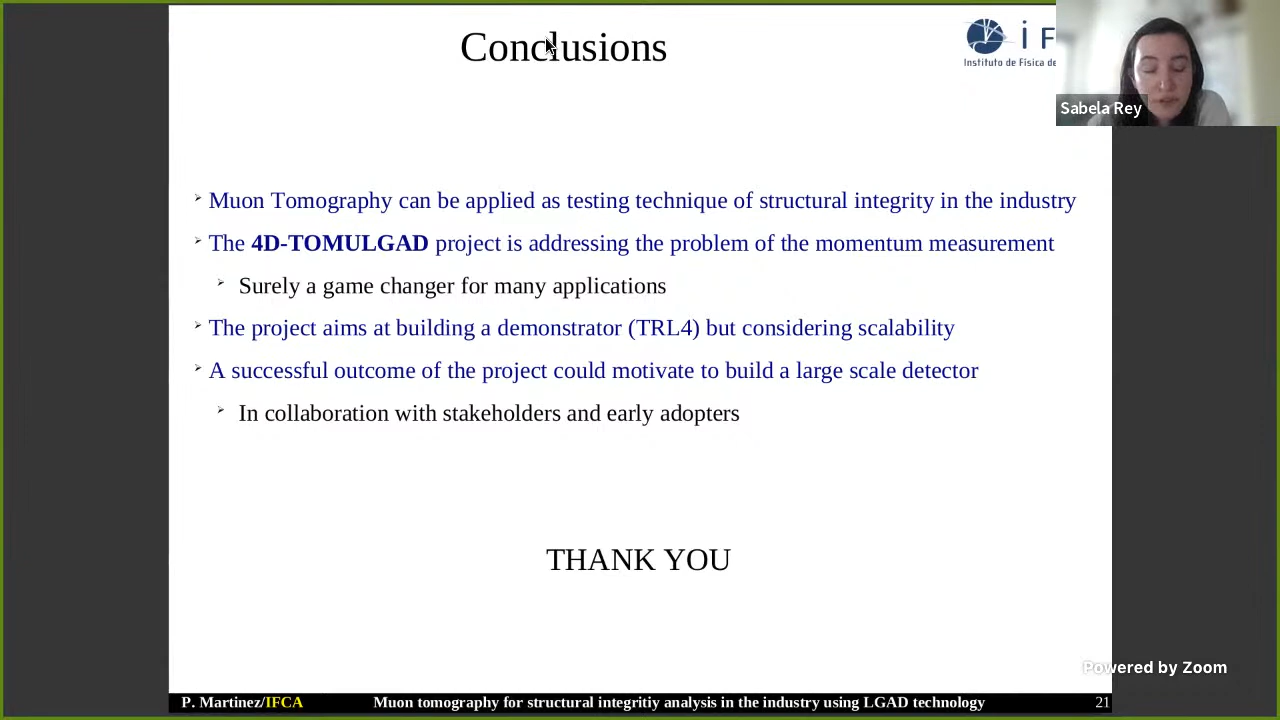 Conclusions
i F
Instituto de Física de
Sabela Rey
Muon Tomography can be applied as testing technique of structural integrity in the industry
The 4D-TOMULGAD project is addressing the problem of the momentum measurement
Surely a game changer for many applications
The project aims at building a demonstrator (TRL4) but considering scalability
A successful outcome of the project could motivate to build a large scale detector
In collaboration with stakeholders and early adopters
THANK YOU
Powered by Zoom
P. Martinez/IFCA Muon tomography for structural integritiy analysis in the industry using LGAD technology 21